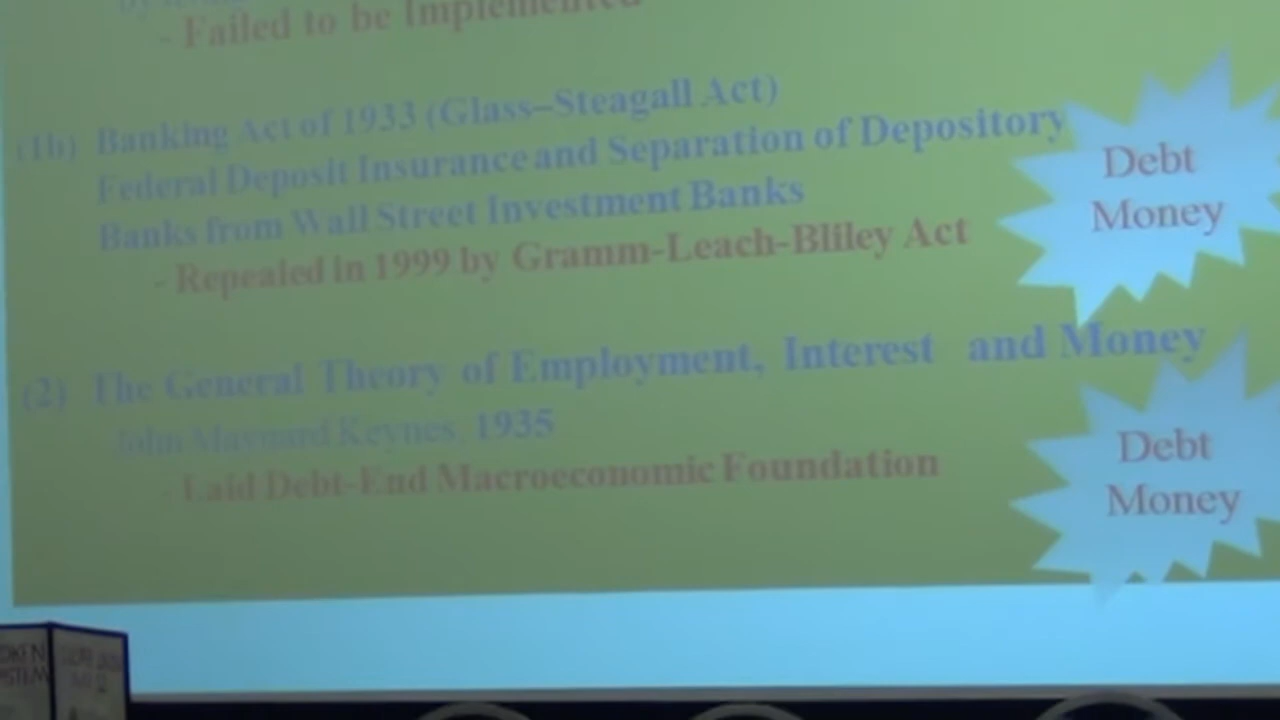 - Failed to be Implemented
(1b) Banking Act of 1933 (Glass–Steagall Act)
Federal Deposit Insurance and Separation of Depository
Banks from Wall Street Investment Banks
- Repealed in 1999 by Gramm-Leach-Bliley Act
Debt
Money
(2) The General Theory of Employment, Interest and Money
John Maynard Keynes, 1935
- Laid Debt-End Macroeconomic Foundation
Debt
Money